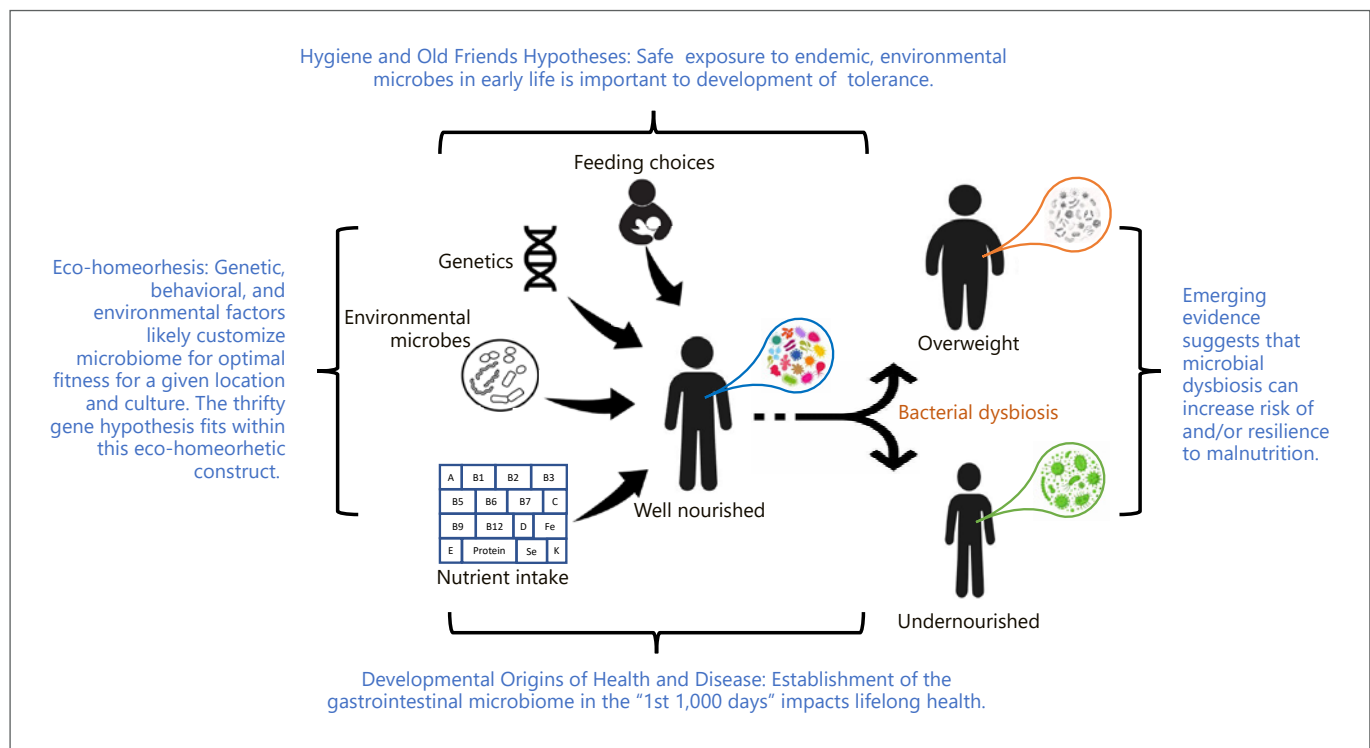 Hygiene and Old Friends Hypotheses: Safe exposure to endemic, environmental
microbes in early life is important to development of tolerance.
Feeding choices
Genetics
Environmental
microbes
Eco-homeorhesis: Genetic,
behavioral, and
environmental factors
likely customize
microbiome for optimal
fitness for a given location
and culture. The thrifty
gene hypothesis fits within
this eco-homeorhetic
construct.
A B1 B2 B3
B5 B6 B7 C
B9 B12 D Fe
E Protein Se K
Nutrient intake
Well nourished
Overweight
Bacterial dysbiosis
Undernourished
Emerging
evidence
suggests that
microbial
dysbiosis can
increase risk of
and/or resilience
to malnutrition.
Developmental Origins of Health and Disease: Establishment of the
gastrointestinal microbiome in the “1st 1,000 days” impacts lifelong health.